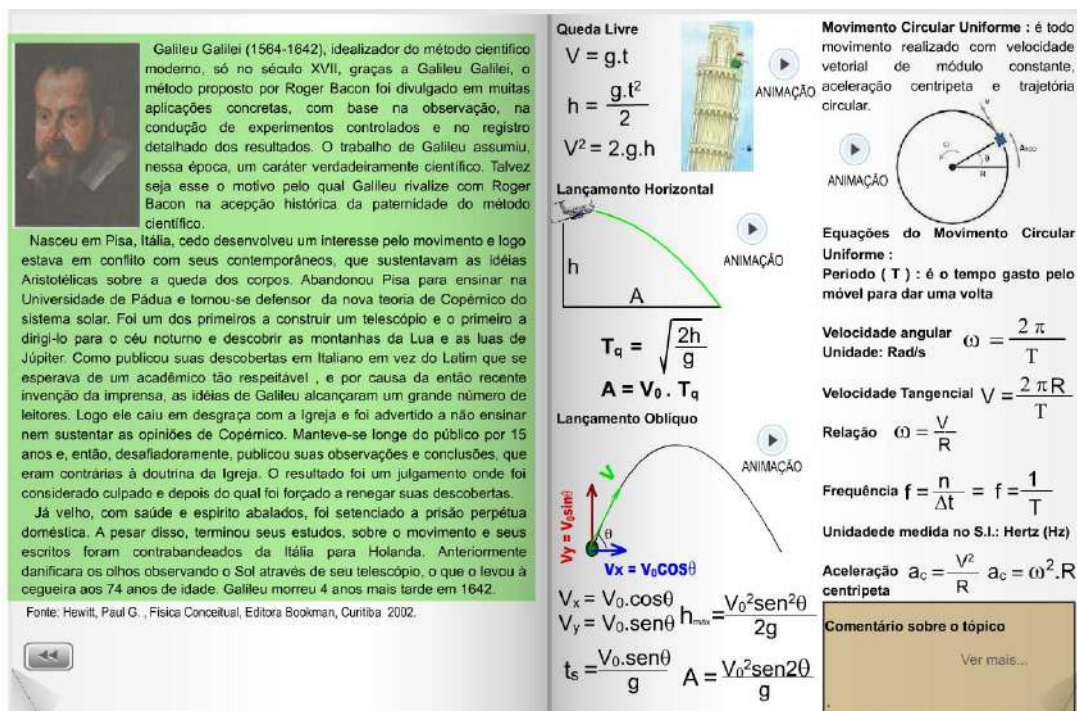 Galileu Galilei (1564-1642), idealizador do método científico
moderno, só no século XVII, graças a Galileu Galilei, o
método proposto por Roger Bacon foi divulgado em muitas
aplicações concretas, com base na observação, na
condução de experimentos controlados e no registro
detalhado dos resultados. O trabalho de Galileu assumiu,
nessa época, um caráter verdadeiramente científico. Talvez
seja esse o motivo pelo qual Galileu rivalize com Roger
Bacon na acepção histórica da paternidade do método
científico.
Nasceu em Pisa, Itália, cedo desenvolveu um interesse pelo movimento e logo
estava em conflito com seus contemporâneos, que sustentavam as idéias
Aristotélicas sobre a queda dos corpos. Abandonou Pisa para ensinar na
Universidade de Pádua e tornou-se defensor da nova teoria de Copérnico do
sistema solar. Foi um dos primeiros a construir um telescópio e o primeiro a
dirigi-lo para o céu noturno e descobrir as montanhas da Lua e as luas de
Júpiter. Como publicou suas descobertas em Italiano em vez do Latim que se
esperava de um acadêmico tão respeitável , e por causa da então recente
invenção da imprensa, as idéias de Galileu alcançaram um grande número de
leitores. Logo ele caiu em desgraça com a Igreja e foi advertido a não ensinar
nem sustentar as opiniões de Copérnico. Manteve-se longe do público por 15
anos e, então, desafiadoramente, publicou suas observações e conclusões, que
eram contrárias à doutrina da Igreja. O resultado foi um julgamento onde foi
considerado culpado e depois do qual foi forçado a renegar suas descobertas.
Já velho, com saúde e espirito abalados, foi setenciado a prisão perpétua
doméstica. A pesar disso, terminou seus estudos, sobre o movimento e seus
escritos foram contrabandeados da Itália para Holanda. Anteriormente
danificara os olhos observando o Sol através de seu telescópio, o que o levou à
cegueira aos 74 anos de idade. Galileu morreu 4 anos mais tarde em 1642.
Fonte: Hewitt, Paul G. , Física Conceitual, Editora Bookman, Curitiba 2002.
Queda Livre
V = g.t
h = g.t²/2
V² = 2.g.h
ANIMAÇÃO
Lançamento Horizontal
h
A
ANIMAÇÃO
Tq = √(2h/g)
A = V₀ . Tq
Lançamento Oblíquo
ANIMAÇÃO
V
θ
Vy = V₀sinθ
Vx = V₀COSθ
Vx = V₀.cosθ
Vy = V₀.senθ
hmáx = V₀²sen²θ/2g
ts = V₀.senθ/g
A = V₀²sen2θ/g
Movimento Circular Uniforme : é todo
movimento realizado com velocidade
vetorial de módulo constante,
aceleração centripeta e trajetória
circular.
ANIMAÇÃO
θ
R
Equações do Movimento Circular
Uniforme :
Periodo ( T ) : é o tempo gasto pelo
móvel para dar uma volta
Velocidade angular ω = 2 π/T
Unidade: Rad/s
Velocidade Tangencial V = 2 πR/T
Relação ω = V/R
Frequência f = n/Δt = f = 1/T
Unidadede medida no S.I.: Hertz (Hz)
Aceleração ac = V²/R ac = ω².R
centripeta
Comentário sobre o tópico
Ver mais...